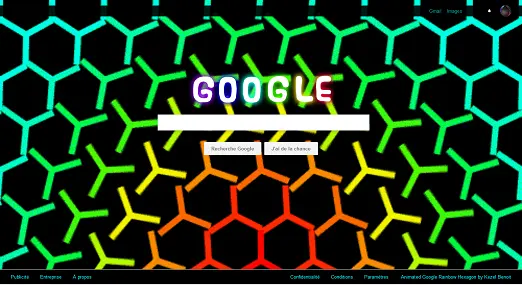 Gmail Images
GOOGLE
Recherche Google J'ai de la chance
Publicité Entreprise À propos Confidentialité Conditions Paramètres Animated Google Rainbow Hexagon by Kezel Benoit